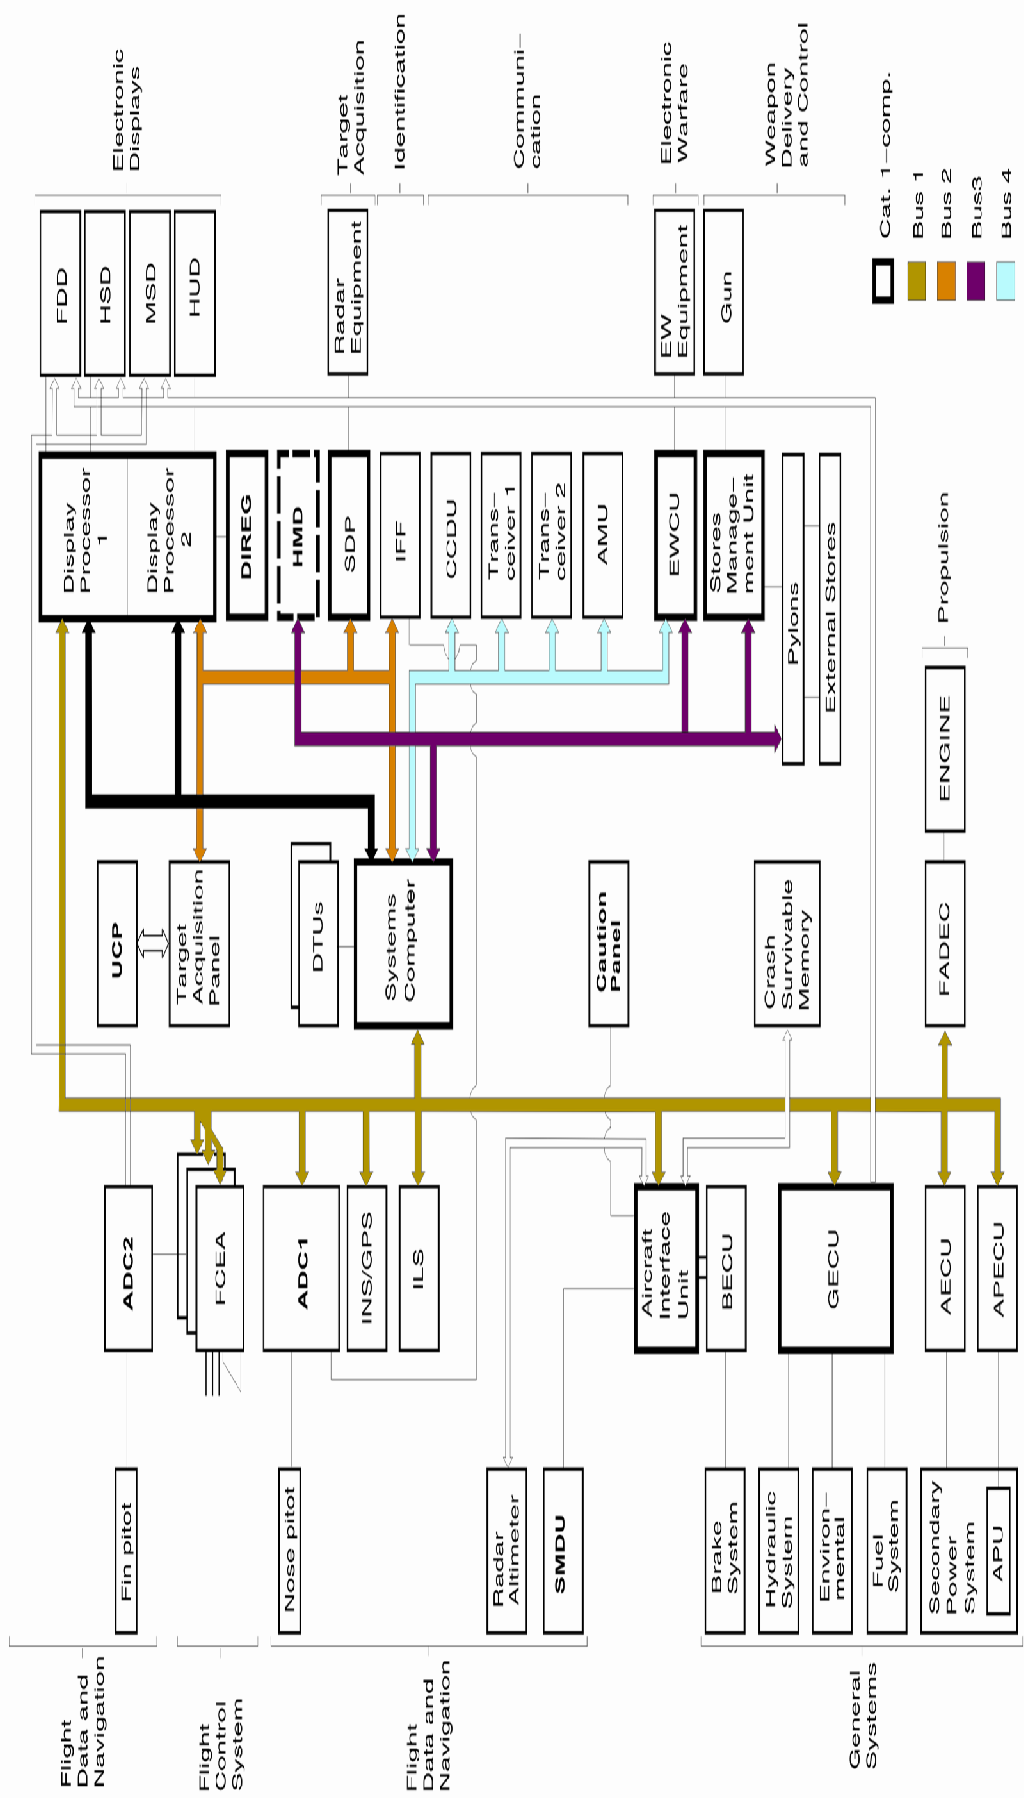 Flight
Data and
Navigation
Flight
Control
System
Flight
Data and
Navigation
General
Systems
Fin pitot
Nose pitot
Radar
Altimeter
SMDU
Brake
System
Hydraulic
System
Environ-
mental
Fuel
System
Secondary
Power
System
APU
ADC2
FCEA
ADC1
INS/GPS
ILS
Aircraft
Interface
Unit
BECU
GECU
AECU
APECU
UCP
Target
Acquisition
Panel
DTUs
Systems
Computer
Caution
Panel
Crash
Survivable
Memory
FADEC
ENGINE
Propulsion
Display
Processor
1
Display
Processor
2
DIREG
HMD
SDP
IFF
CCDU
Trans-
ceiver 1
Trans-
ceiver 2
AMU
EWCU
Stores
Manage-
ment Unit
Pylons
External Stores
FDD
HSD
MSD
HUD
Radar
Equipment
EW
Equipment
Gun
Electronic
Displays
Target
Acquisition
Identification
Communi-
cation
Electronic
Warfare
Weapon
Delivery
and Control
Cat. 1-comp.
Bus 1
Bus 2
Bus3
Bus 4